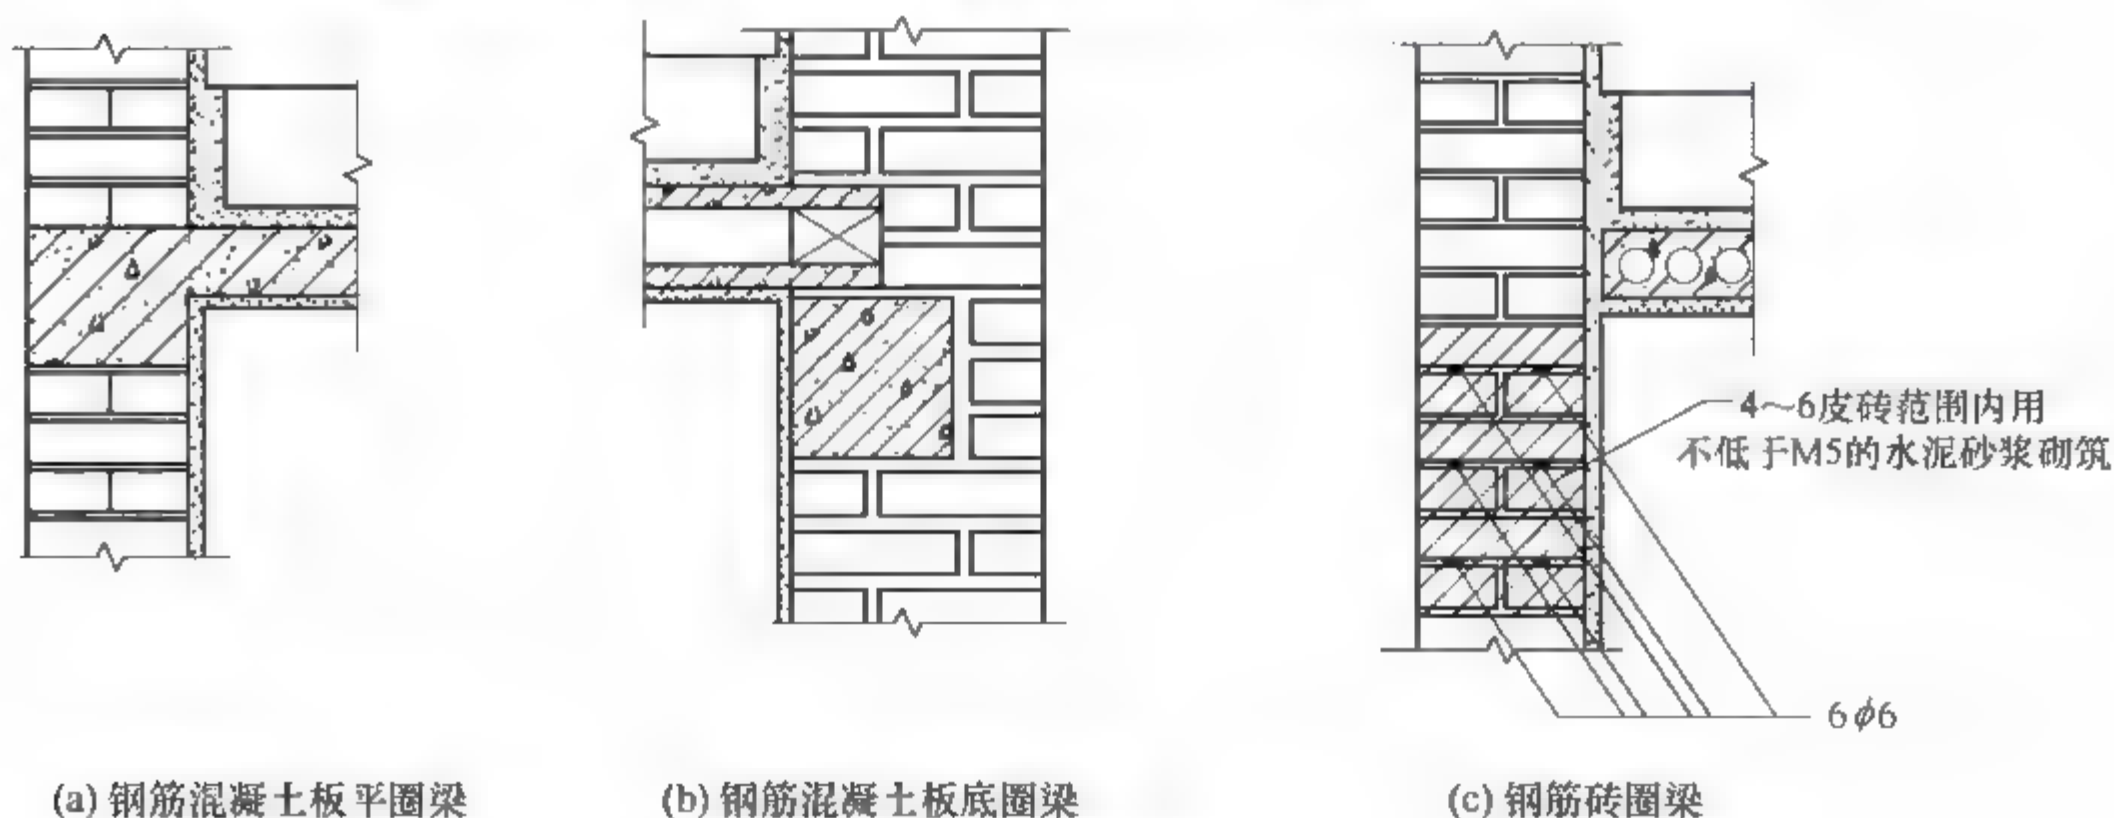 4～6皮砖范围内用
不低于M5的水泥砂浆砌筑
6ϕ6
(a) 钢筋混凝土板平圈梁
(b) 钢筋混凝土板底圈梁
(c) 钢筋砖圈梁